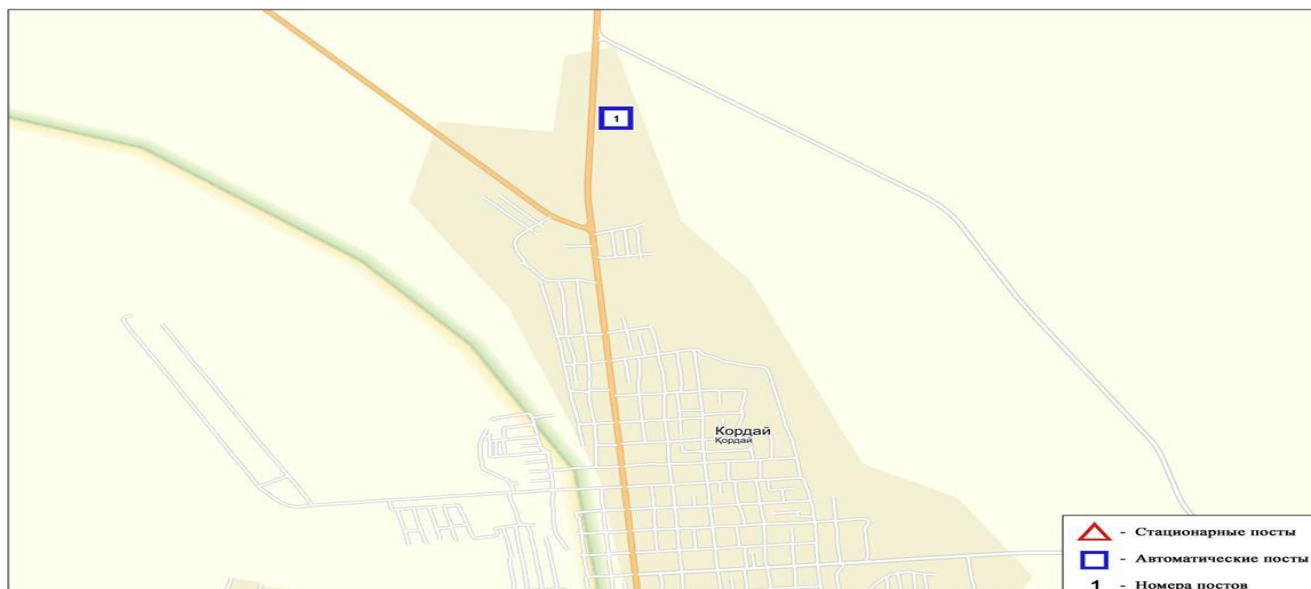 1
Кордай
Қордай
- Стационарные посты
- Автоматические посты
1 - Номера постов